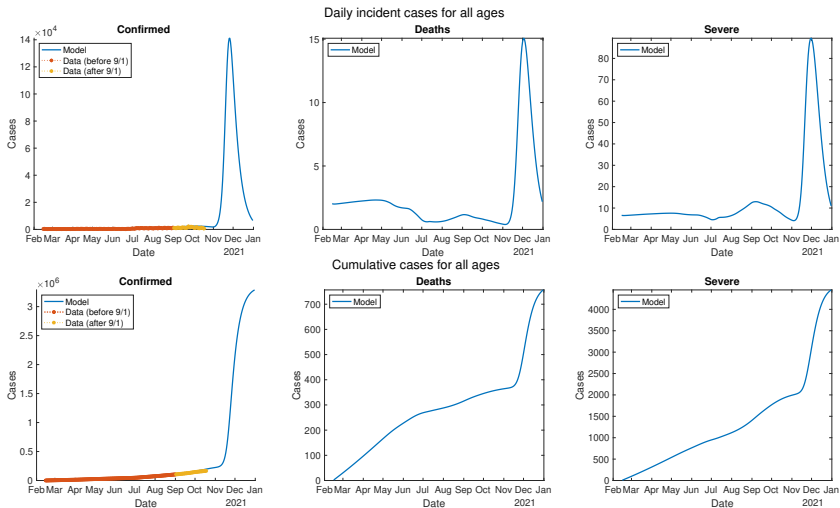 Daily incident cases for all ages
Confirmed
×10⁴
14
12
10
8
6
4
2
0
Cases
Model
Data (before 9/1)
Data (after 9/1)
Feb Mar Apr May Jun Jul Aug Sep Oct Nov Dec Jan
Date
2021
Deaths
15
10
5
0
Cases
Model
Feb Mar Apr May Jun Jul Aug Sep Oct Nov Dec Jan
Date
2021
Severe
80
70
60
50
40
30
20
10
0
Cases
Model
Feb Mar Apr May Jun Jul Aug Sep Oct Nov Dec Jan
Date
2021
Cumulative cases for all ages
Confirmed
×10⁶
3
2.5
2
1.5
1
0.5
0
Cases
Model
Data (before 9/1)
Data (after 9/1)
Feb Mar Apr May Jun Jul Aug Sep Oct Nov Dec Jan
Date
2021
Deaths
700
600
500
400
300
200
100
0
Cases
Model
Feb Mar Apr May Jun Jul Aug Sep Oct Nov Dec Jan
Date
2021
Severe
4000
3500
3000
2500
2000
1500
1000
500
0
Cases
Model
Feb Mar Apr May Jun Jul Aug Sep Oct Nov Dec Jan
Date
2021